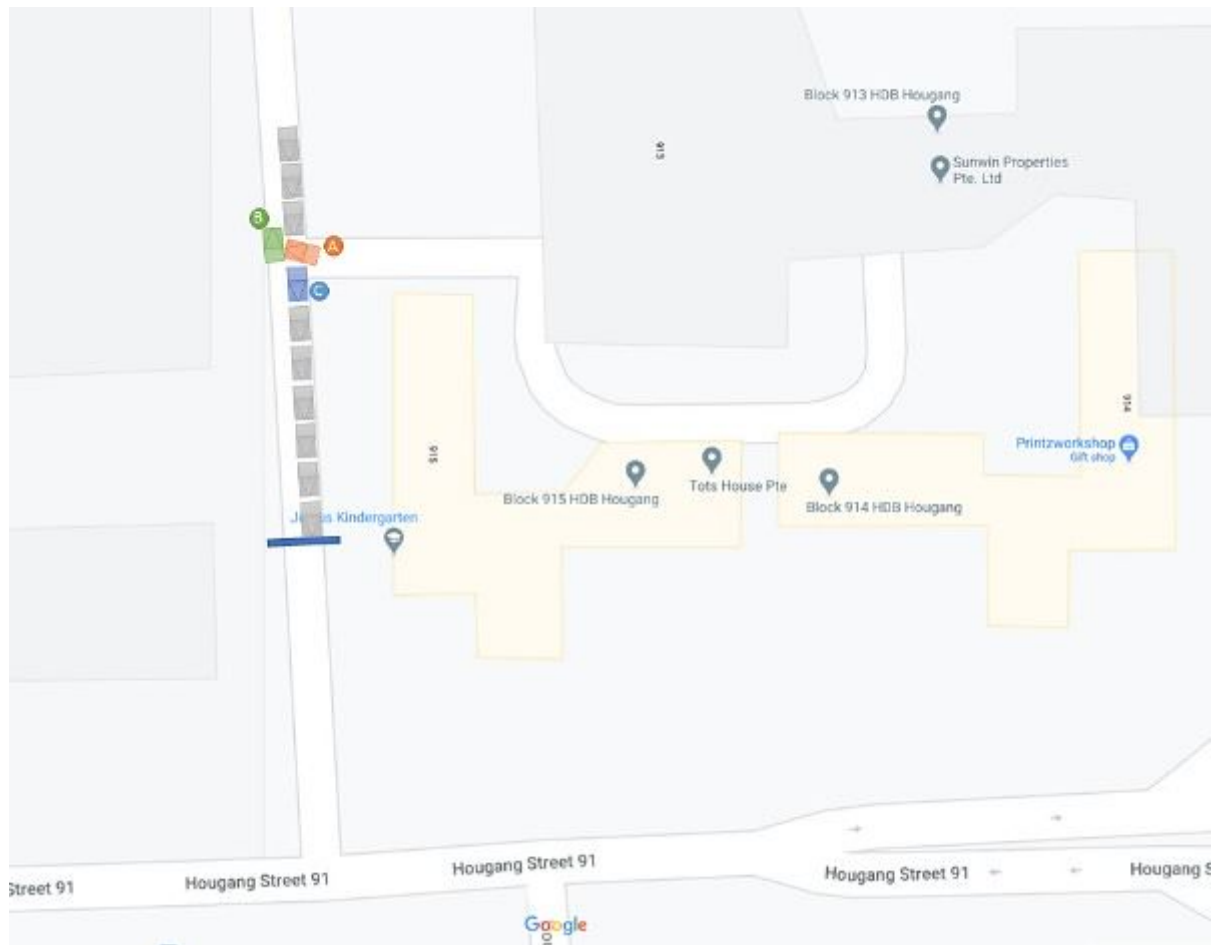 Block 913 HDB Hougang
913
Sunwin Properties
Pte. Ltd
B
A
C
914
Printzworkshop
Gift shop
915
Tots House Pte
Block 915 HDB Hougang
Block 914 HDB Hougang
Kindergarten
Hougang Street 91
Hougang Street 91
Street 91
Hougang Street 91
Hougang S
Google